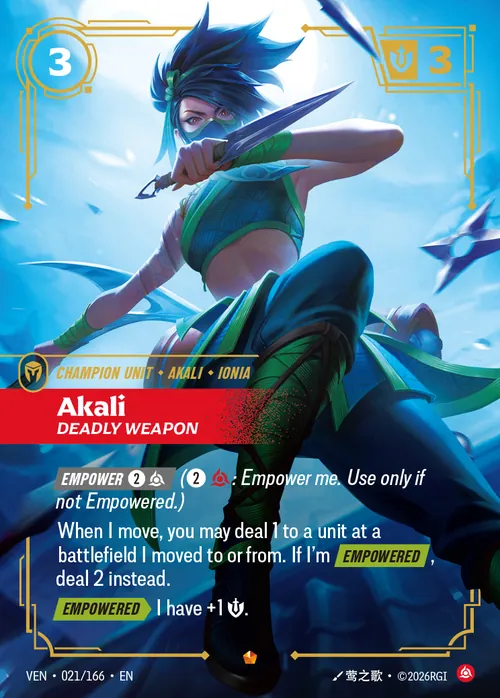 3
3
CHAMPION UNIT • AKALI • IONIA
Akali
DEADLY WEAPON
EMPOWER 2 (2 : Empower me. Use only if
not Empowered.)
When I move, you may deal 1 to a unit at a
battlefield I moved to or from. If I'm EMPOWERED ,
deal 2 instead.
EMPOWERED I have +1 .
VEN • 021/166 • EN
莺之歌 • ©2026RGI